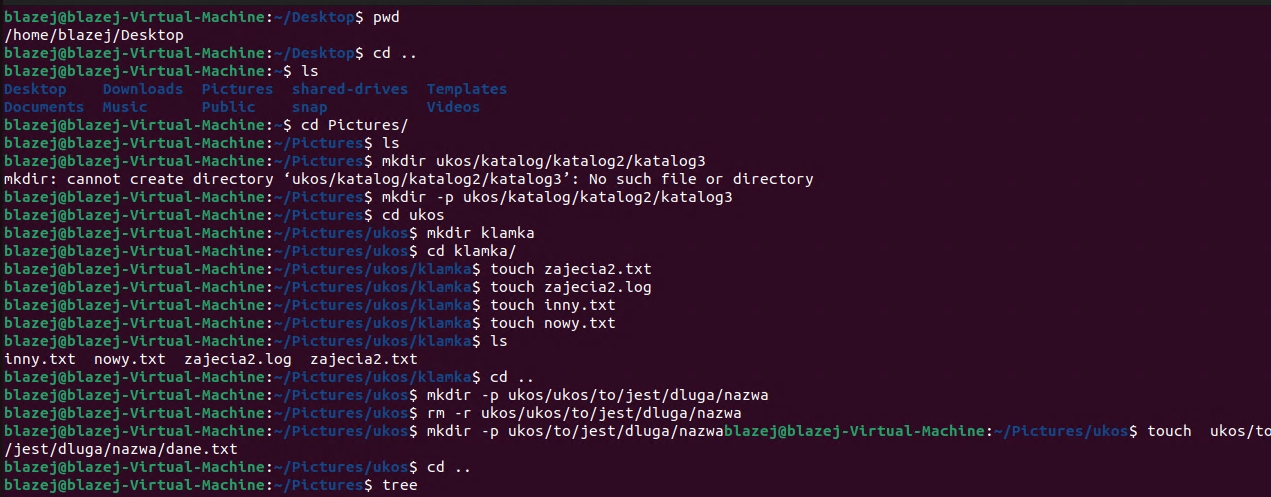 blazej@blazej-Virtual-Machine:~/Desktop$ pwd
/home/blazej/Desktop
blazej@blazej-Virtual-Machine:~/Desktop$ cd ..
blazej@blazej-Virtual-Machine:~$ ls
Desktop    Downloads  Pictures  shared-drives  Templates
Documents  Music      Public    snap           Videos
blazej@blazej-Virtual-Machine:~$ cd Pictures/
blazej@blazej-Virtual-Machine:~/Pictures$ ls
blazej@blazej-Virtual-Machine:~/Pictures$ mkdir ukos/katalog/katalog2/katalog3
mkdir: cannot create directory ‘ukos/katalog/katalog2/katalog3’: No such file or directory
blazej@blazej-Virtual-Machine:~/Pictures$ mkdir -p ukos/katalog/katalog2/katalog3
blazej@blazej-Virtual-Machine:~/Pictures$ cd ukos
blazej@blazej-Virtual-Machine:~/Pictures/ukos$ mkdir klamka
blazej@blazej-Virtual-Machine:~/Pictures/ukos$ cd klamka/
blazej@blazej-Virtual-Machine:~/Pictures/ukos/klamka$ touch zajecia2.txt
blazej@blazej-Virtual-Machine:~/Pictures/ukos/klamka$ touch zajecia2.log
blazej@blazej-Virtual-Machine:~/Pictures/ukos/klamka$ touch inny.txt
blazej@blazej-Virtual-Machine:~/Pictures/ukos/klamka$ touch nowy.txt
blazej@blazej-Virtual-Machine:~/Pictures/ukos/klamka$ ls
inny.txt  nowy.txt  zajecia2.log  zajecia2.txt
blazej@blazej-Virtual-Machine:~/Pictures/ukos/klamka$ cd ..
blazej@blazej-Virtual-Machine:~/Pictures/ukos$ mkdir -p ukos/ukos/to/jest/dluga/nazwa
blazej@blazej-Virtual-Machine:~/Pictures/ukos$ rm -r ukos/ukos/to/jest/dluga/nazwa
blazej@blazej-Virtual-Machine:~/Pictures/ukos$ mkdir -p ukos/to/jest/dluga/nazwablazej@blazej-Virtual-Machine:~/Pictures/ukos$ touch  ukos/to
/jest/dluga/nazwa/dane.txt
blazej@blazej-Virtual-Machine:~/Pictures/ukos$ cd ..
blazej@blazej-Virtual-Machine:~/Pictures$ tree